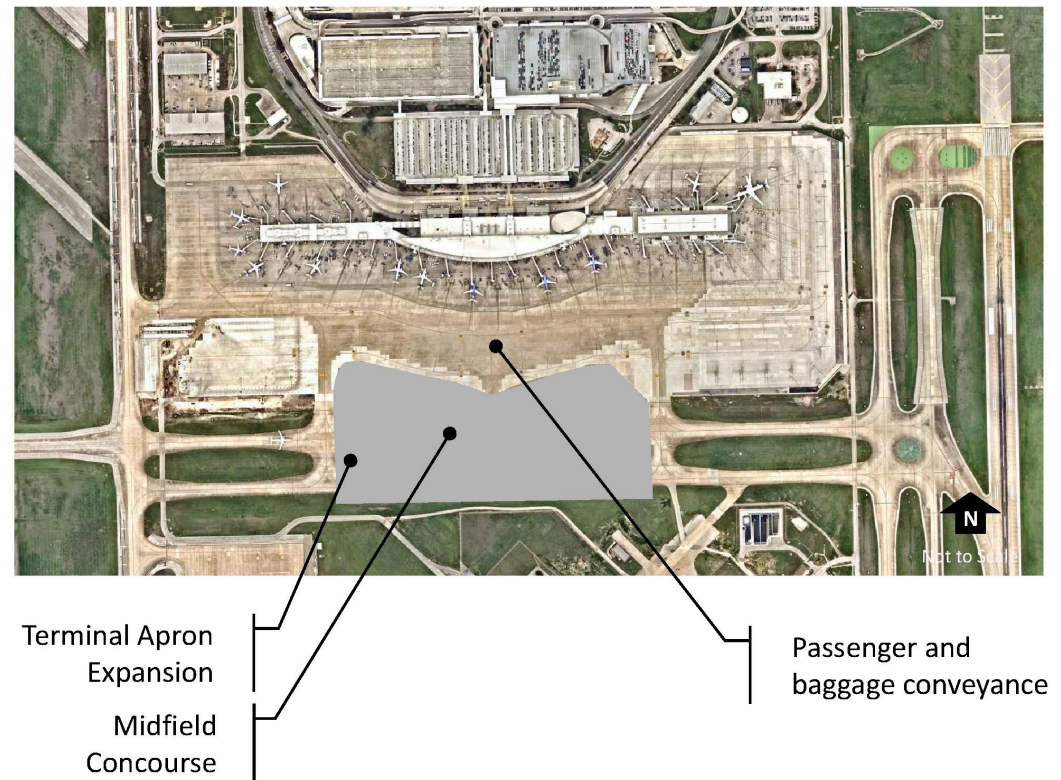 N
Not to Scale
Terminal Apron
Expansion
Midfield
Concourse
Passenger and
baggage conveyance